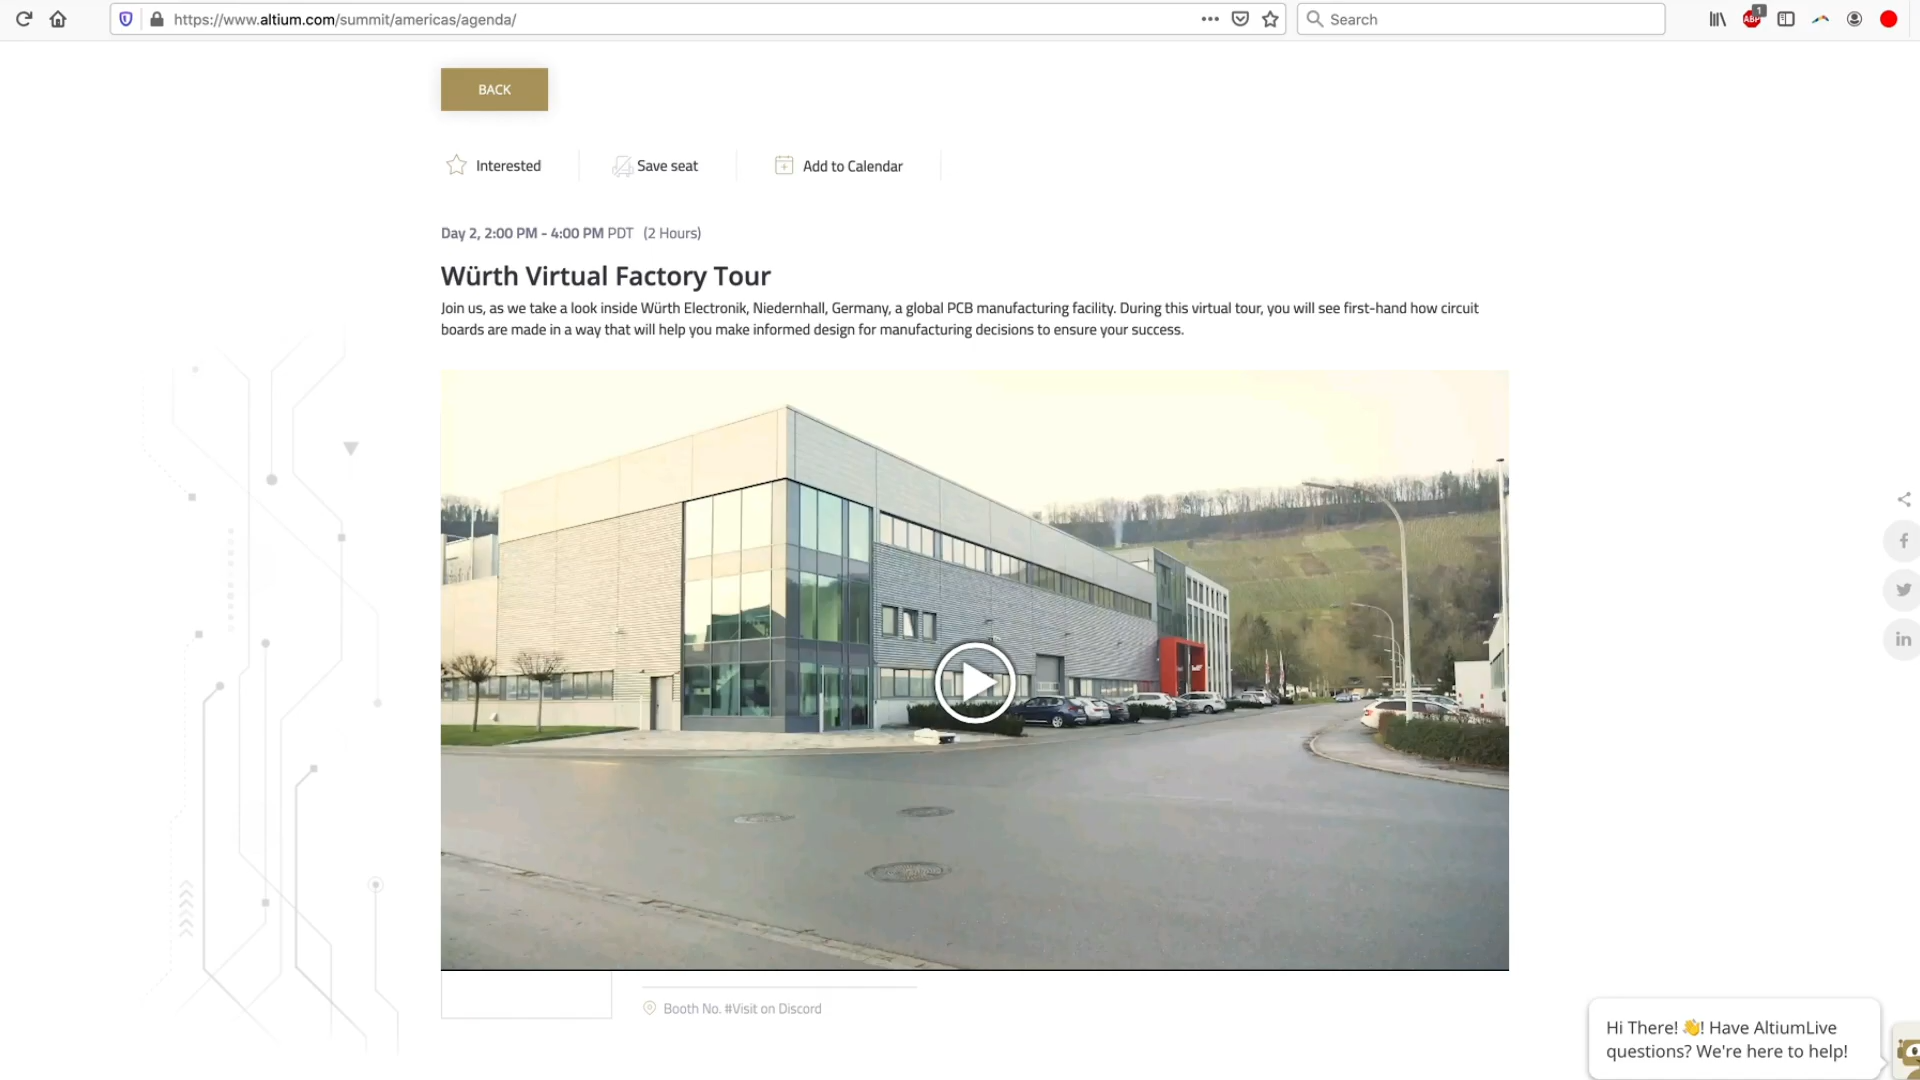 https://www.altium.com/summit/americas/agenda/
Search
ABP
1
BACK
Interested
Save seat
Add to Calendar
Day 2, 2:00 PM - 4:00 PM PDT (2 Hours)
Würth Virtual Factory Tour
Join us, as we take a look inside Würth Electronik, Niedernhall, Germany, a global PCB manufacturing facility. During this virtual tour, you will see first-hand how circuit
boards are made in a way that will help you make informed design for manufacturing decisions to ensure your success.
Booth No. #Visit on Discord
Hi There! 👋! Have AltiumLive
questions? We're here to help!